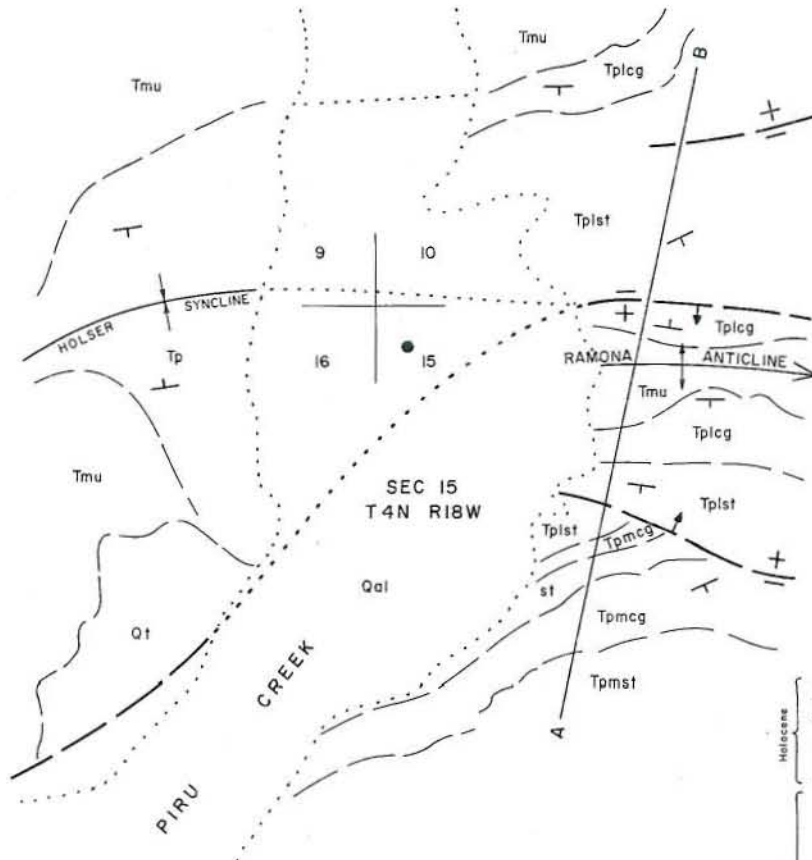 Tmu
Tmu
Tplcg
B
+
—
Tplst
9
10
HOLSER SYNCLINE
—
+
Tplcg
Tp
16
15
RAMONA ANTICLINE
Tmu
Tplcg
Tmu
SEC 15
T4N R18W
Tplst
Tplst
Tpmcg
+
—
Qal
st
Tpmcg
Qt
Tpmst
A
PIRU CREEK
Holocene